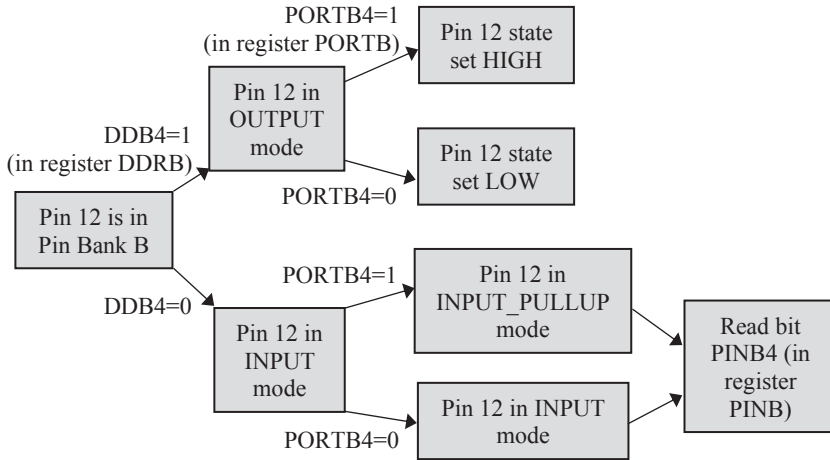 PORTB4=1
(in register PORTB)
Pin 12 state
set HIGH
Pin 12 in
OUTPUT
mode
DDB4=1
(in register DDRB)
Pin 12 state
set LOW
PORTB4=0
Pin 12 is in
Pin Bank B
DDB4=0
PORTB4=1
Pin 12 in
INPUT_PULLUP
mode
Pin 12 in
INPUT
mode
Read bit
PINB4 (in
register
PINB)
PORTB4=0
Pin 12 in INPUT
mode